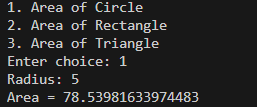 1. Area of Circle
2. Area of Rectangle
3. Area of Triangle
Enter choice: 1
Radius: 5
Area = 78.53981633974483